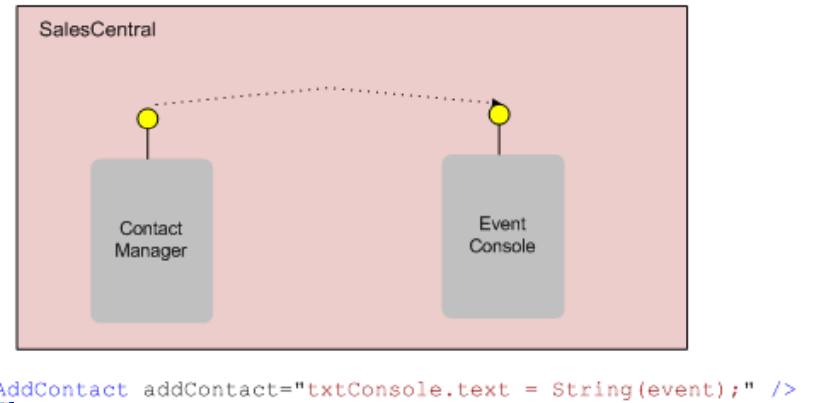 SalesCentral
Contact
Manager
Event
Console
AddContact addContact="txtConsole.text = String(event);" />